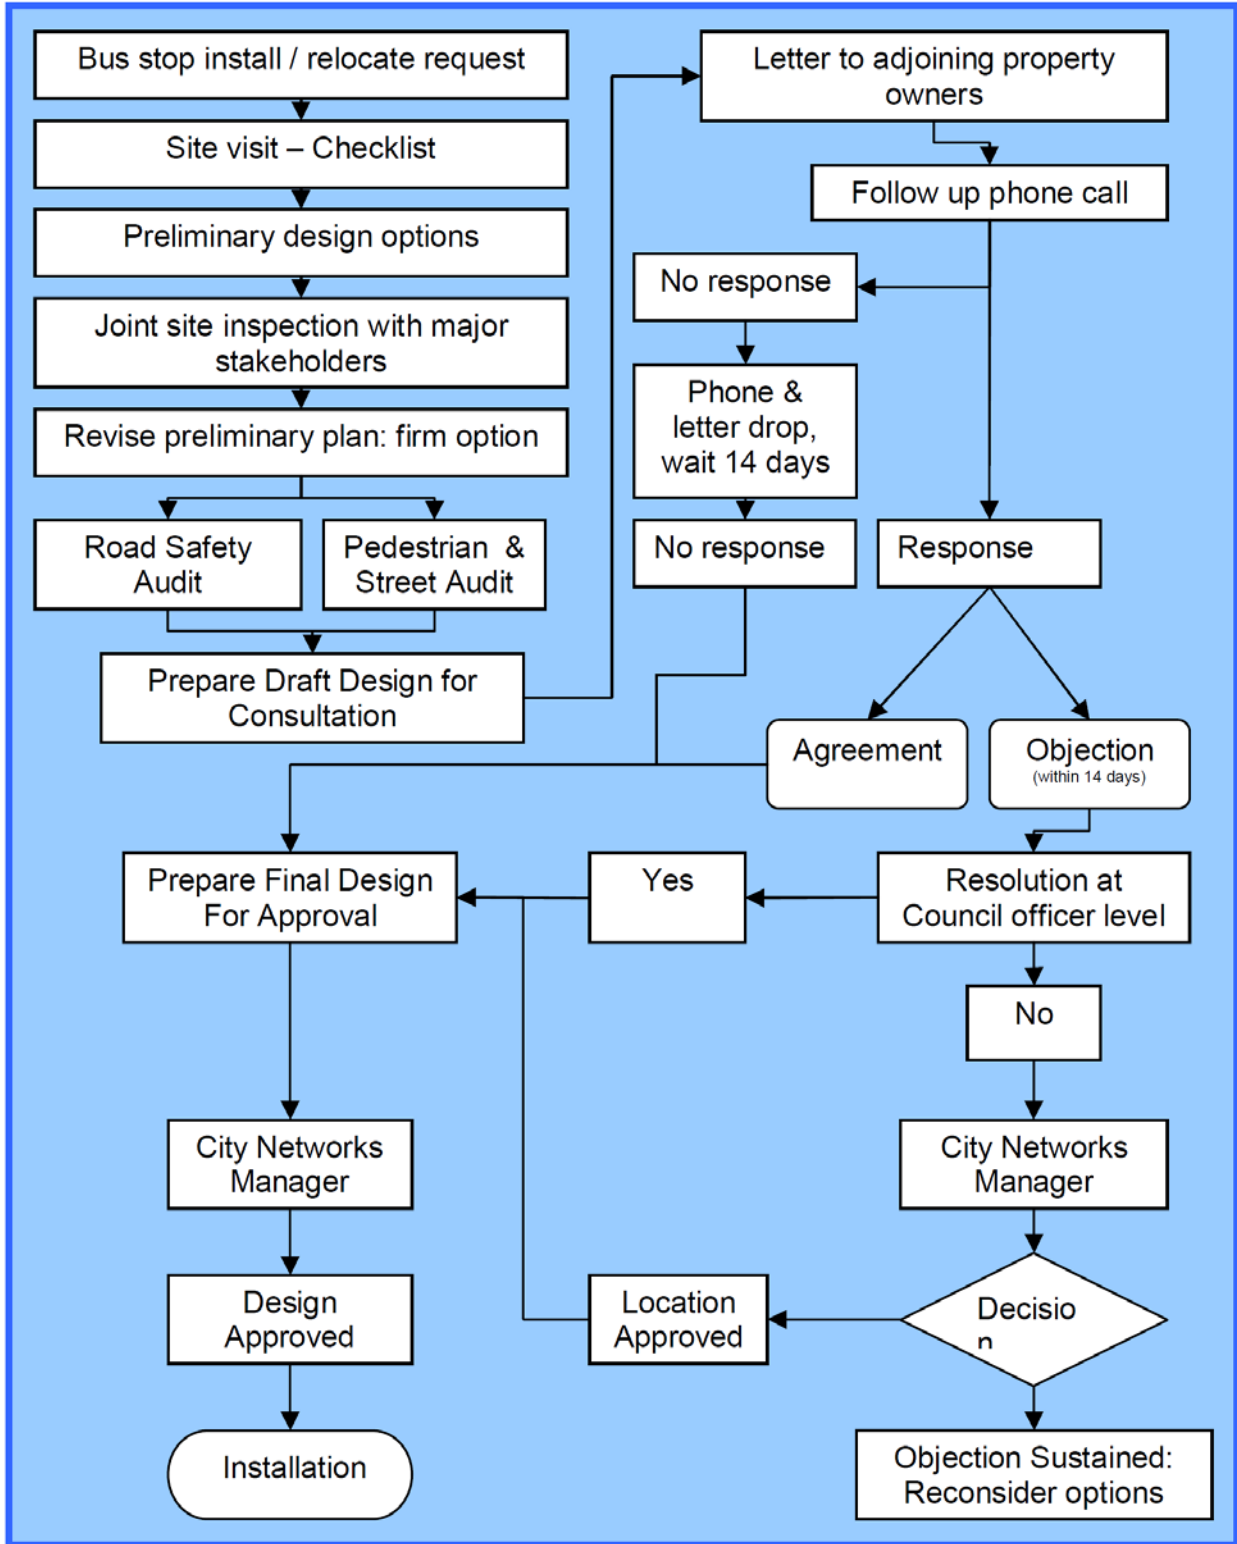 Bus stop install / relocate request
Site visit – Checklist
Preliminary design options
Joint site inspection with major
stakeholders
Revise preliminary plan: firm option
Road Safety
Audit
Pedestrian &
Street Audit
Prepare Draft Design for
Consultation
Letter to adjoining property
owners
Follow up phone call
No response
Phone &
letter drop,
wait 14 days
No response
Response
Agreement
Objection
(within 14 days)
Prepare Final Design
For Approval
Yes
Resolution at
Council officer level
No
City Networks
Manager
City Networks
Manager
Design
Approved
Location
Approved
Decisio
n
Installation
Objection Sustained:
Reconsider options